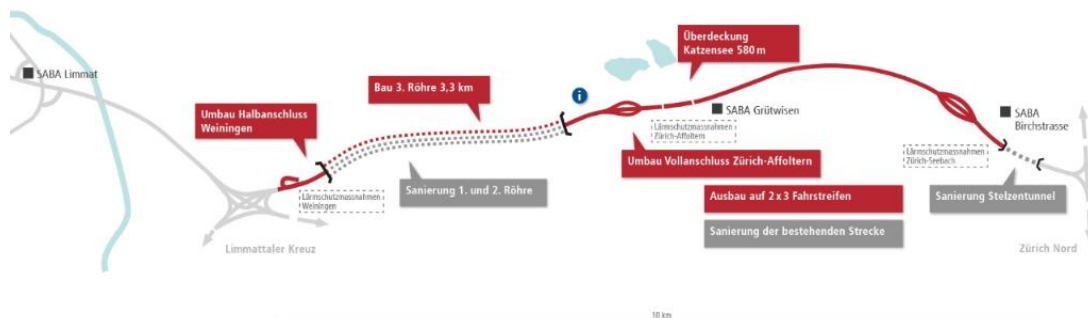 Überdeckung
Katzensee 580 m
SABA Limmat
Bau 3. Röhre 3,3 km
i
SABA Grütwisen
SABA
Birchstrasse
Umbau Halbanschluss
Weiningen
Lärmschutzmassnahmen
Zürich-Affoltern
Lärmschutzmassnahmen
Zürich-Seebach
Umbau Vollanschluss Zürich-Affoltern
Lärmschutzmassnahmen
Weiningen
Sanierung 1. und 2. Röhre
Ausbau auf 2 x 3 Fahrstreifen
Sanierung Stelzentunnel
Sanierung der bestehenden Strecke
Limmattaler Kreuz
Zürich Nord
10 km